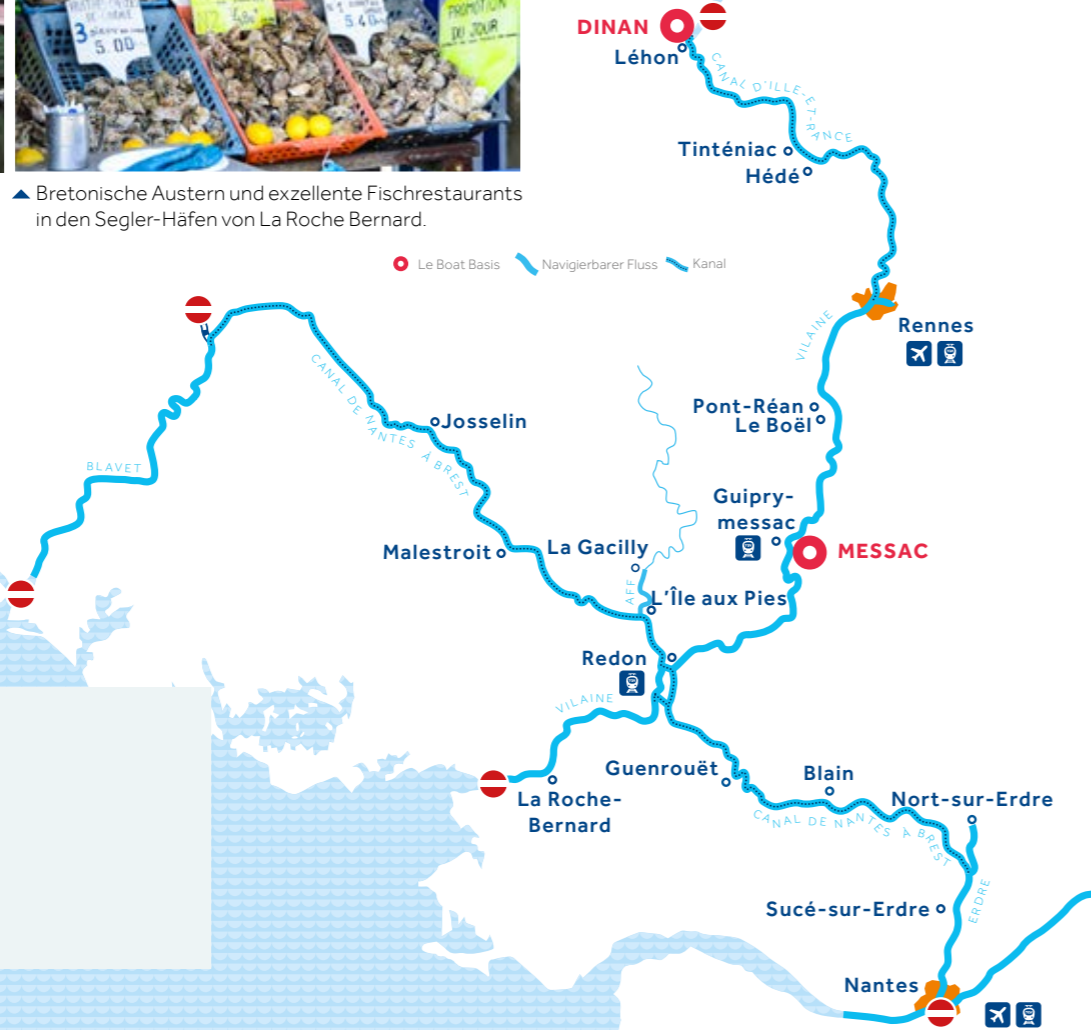 3
5.00
5.40
PROMOTION
DU JOUR
Bretonische Austern und exzellente Fischrestaurants
in den Segler-Häfen von La Roche Bernard.
Le Boat Basis
Navigierbarer Fluss
Kanal
DINAN
Léhon
CANAL D'ILLE-ET-RANCE
Tinténiac
Hédé
Rennes
VILAINE
Pont-Réan
Le Boël
Guipry-
messac
MESSAC
CANAL DE NANTES À BREST
Josselin
BLAVET
Malestroit
La Gacilly
AFF
L'Île aux Pies
Redon
VILAINE
La Roche-
Bernard
Guenrouët
Blain
Nort-sur-Erdre
CANAL DE NANTES À BREST
ERDRE
Sucé-sur-Erdre
Nantes